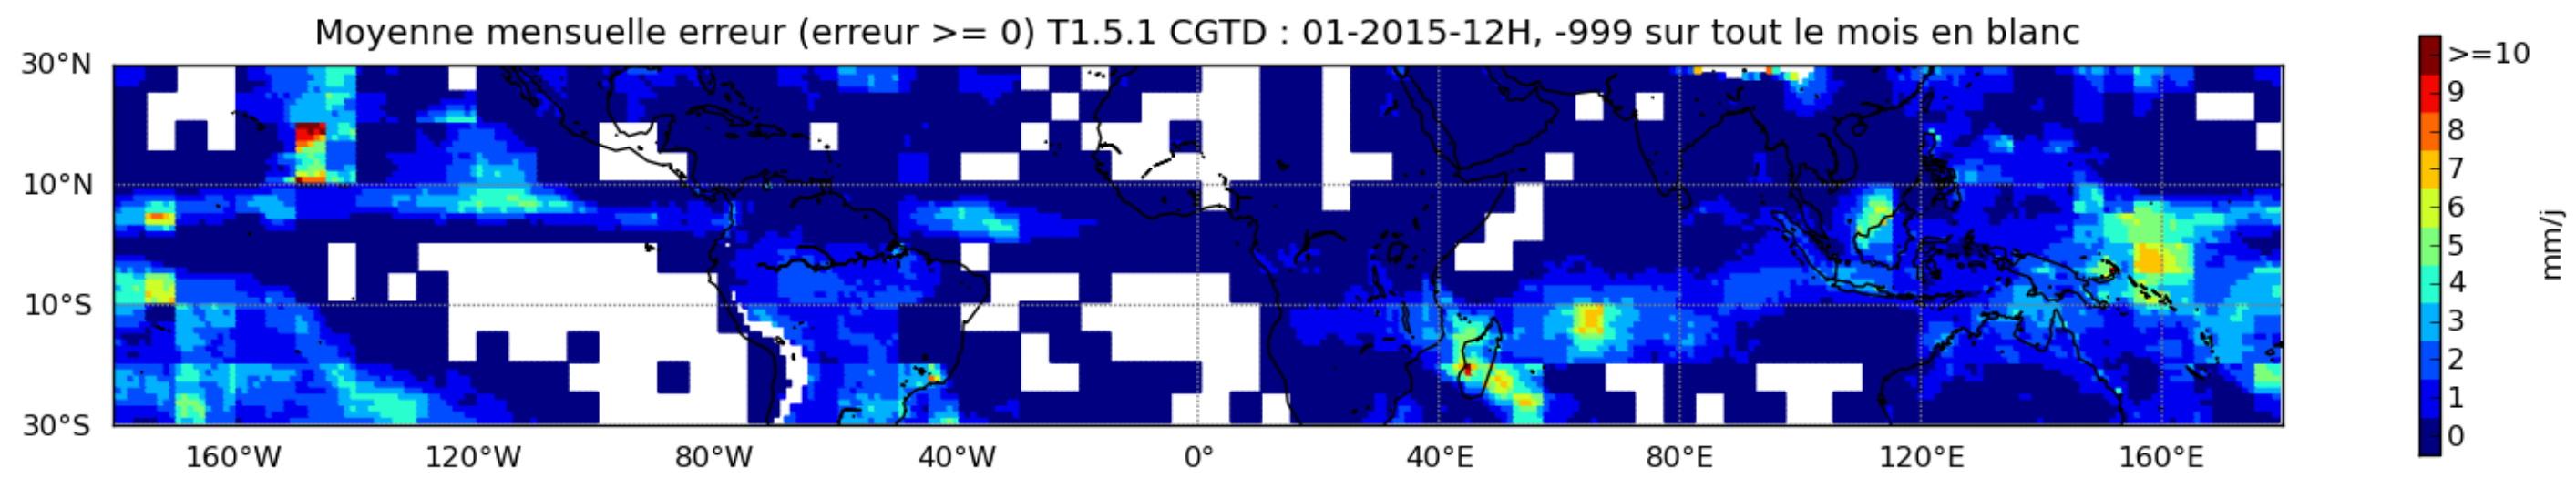 Moyenne mensuelle erreur (erreur >= 0) T1.5.1 CGTD : 01-2015-12H, -999 sur tout le mois en blanc
30°N
10°N
10°S
30°S
160°W 120°W 80°W 40°W 0° 40°E 80°E 120°E 160°E
>=10
9
8
7
6
5
4
3
2
1
0
mm/j